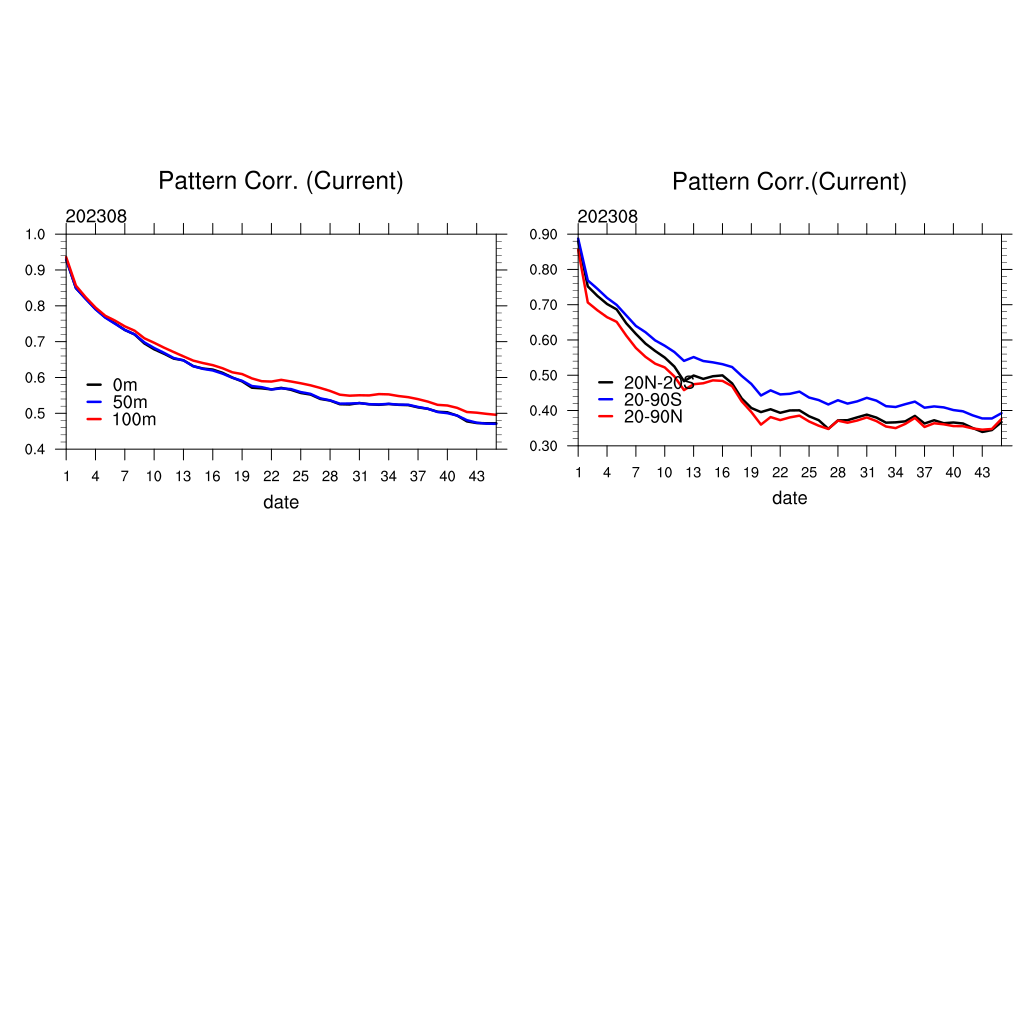 Pattern Corr. (Current)
202308
1.0
0.9
0.8
0.7
0.6
0.5
0.4
0m
50m
100m
1 4 7 10 13 16 19 22 25 28 31 34 37 40 43
date
Pattern Corr.(Current)
202308
0.90
0.80
0.70
0.60
0.50
0.40
0.30
20N-20S
20-90S
20-90N
1 4 7 10 13 16 19 22 25 28 31 34 37 40 43
date